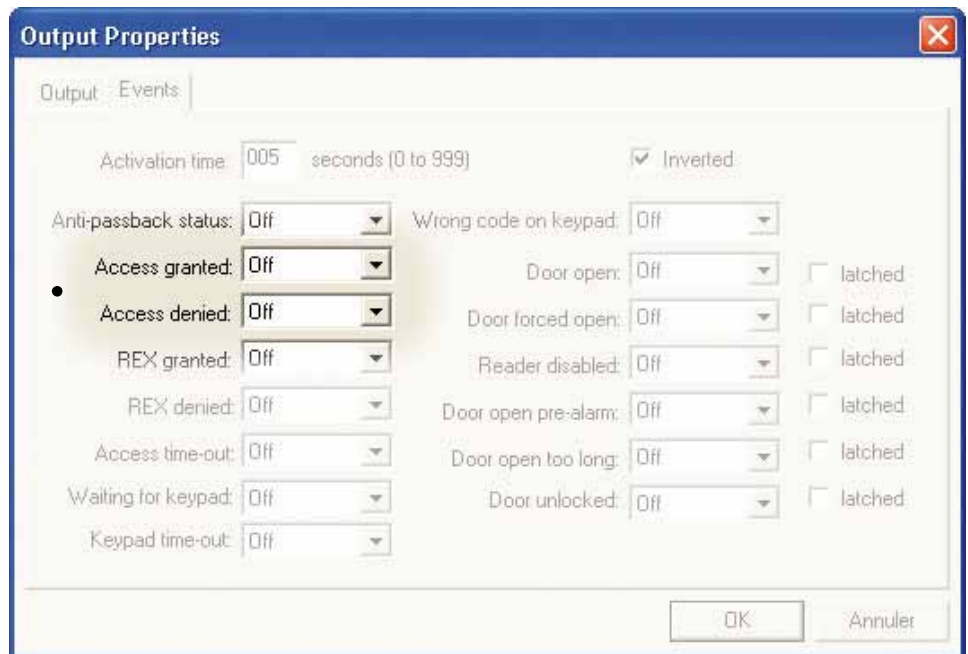 Output Properties
Output Events
Activation time: 005 seconds (0 to 999) Inverted
Anti-passback status: Off Wrong code on keypad: Off
Access granted: Off Door open: Off latched
Access denied: Off Door forced open: Off latched
REX granted: Off Reader disabled: Off latched
REX denied: Off Door open pre-alarm: Off latched
Access time-out: Off Door open too long: Off latched
Waiting for keypad: Off Door unlocked: Off latched
Keypad time-out: Off
OK Annuler